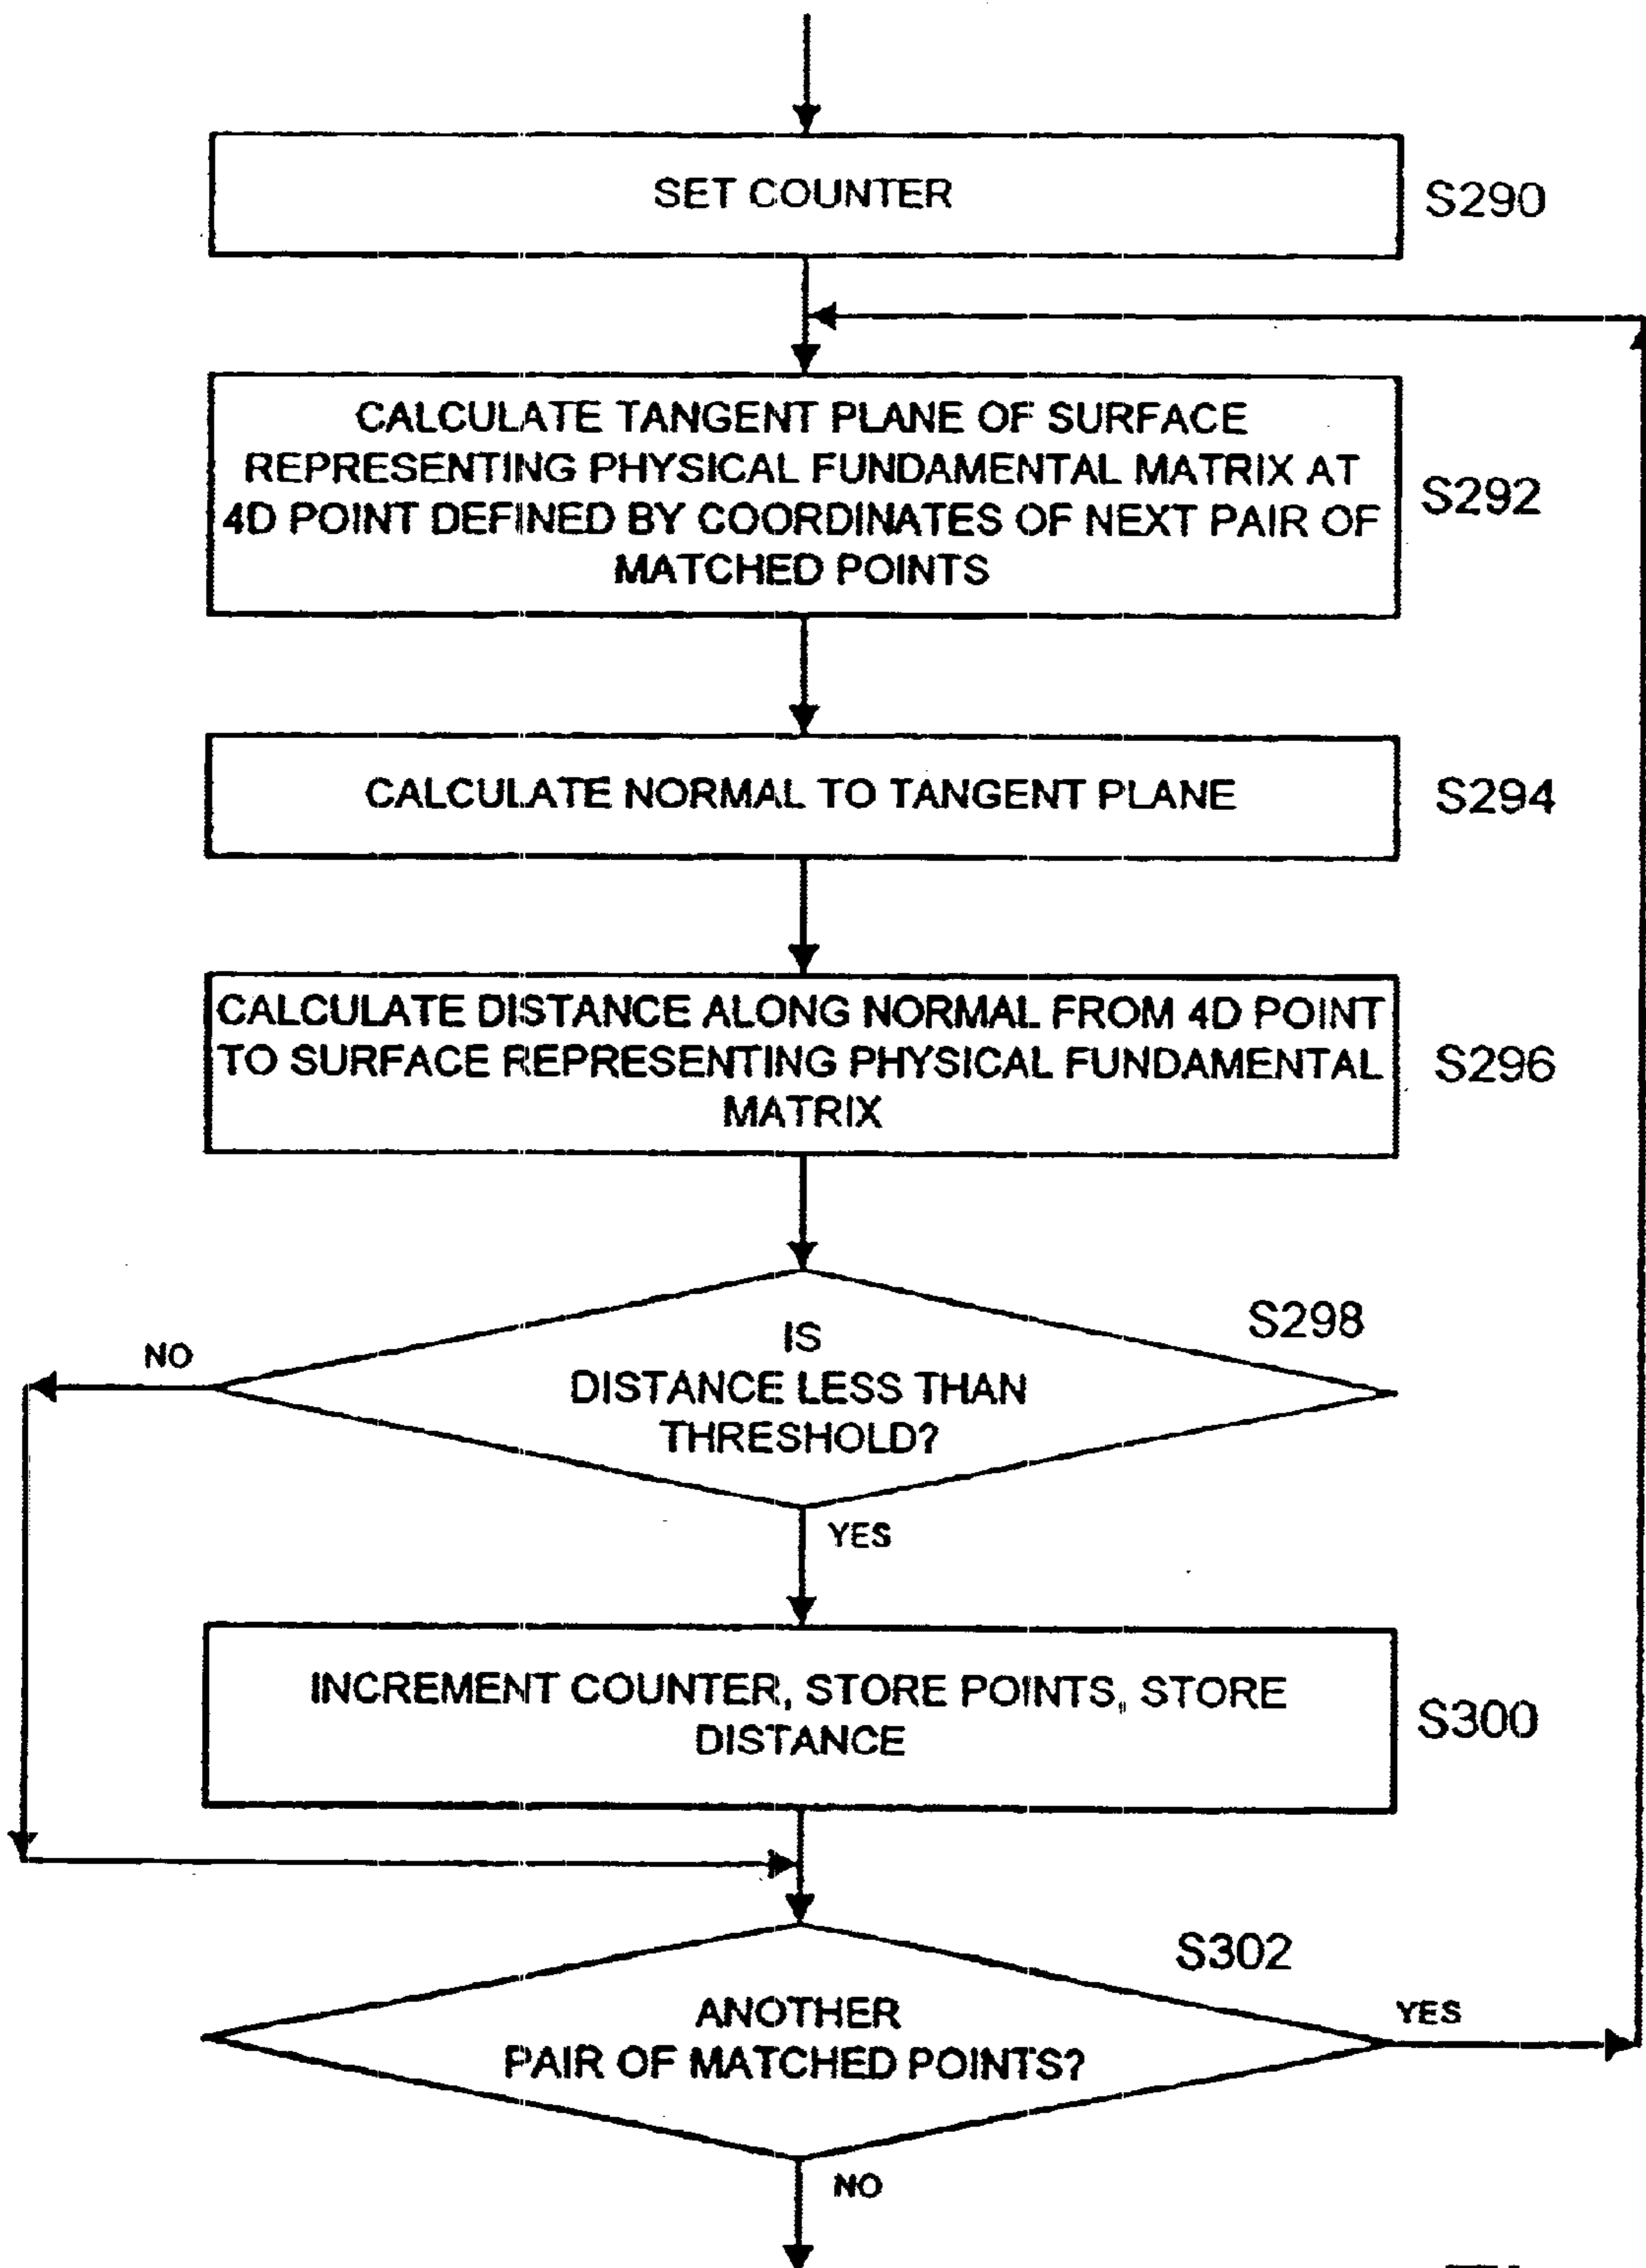 SET COUNTER
S290
CALCULATE TANGENT PLANE OF SURFACE
REPRESENTING PHYSICAL FUNDAMENTAL MATRIX AT
4D POINT DEFINED BY COORDINATES OF NEXT PAIR OF
MATCHED POINTS
S292
CALCULATE NORMAL TO TANGENT PLANE
S294
CALCULATE DISTANCE ALONG NORMAL FROM 4D POINT
TO SURFACE REPRESENTING PHYSICAL FUNDAMENTAL
MATRIX
S296
S298
IS
DISTANCE LESS THAN
THRESHOLD?
NO
YES
INCREMENT COUNTER, STORE POINTS, STORE
DISTANCE
S300
S302
ANOTHER
PAIR OF MATCHED POINTS?
YES
NO